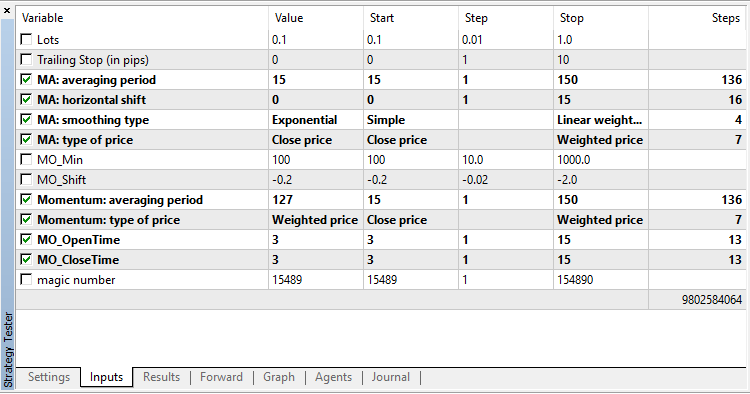 Variable Value Start Step Stop Steps
Lots 0.1 0.1 0.01 1.0
Trailing Stop (in pips) 0 0 1 10
MA: averaging period 15 15 1 150 136
MA: horizontal shift 0 0 1 15 16
MA: smoothing type Exponential Simple Linear weight... 4
MA: type of price Close price Close price Weighted price 7
MO_Min 100 100 10.0 1000.0
MO_Shift -0.2 -0.2 -0.02 -2.0
Momentum: averaging period 127 15 1 150 136
Momentum: type of price Weighted price Close price Weighted price 7
MO_OpenTime 3 3 1 15 13
MO_CloseTime 3 3 1 15 13
magic number 15489 15489 1 154890
9802584064
Settings Inputs Results Forward Graph Agents Journal
Strategy Tester